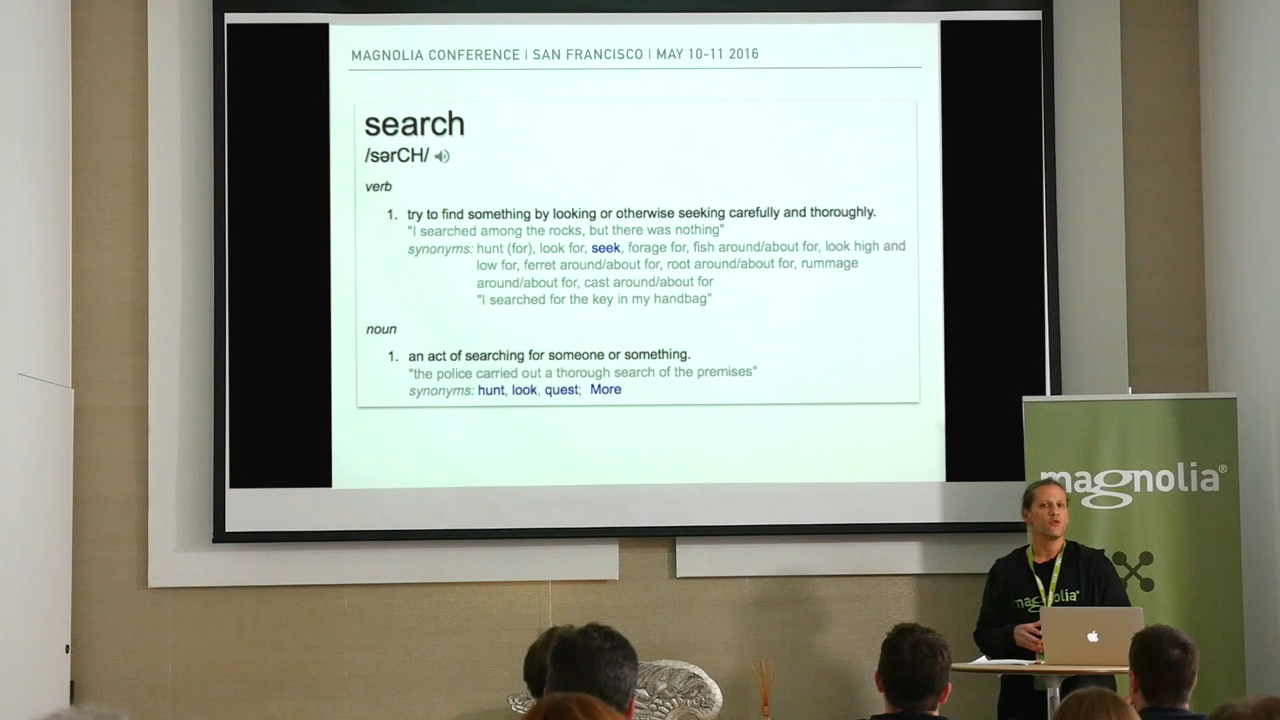 MAGNOLIA CONFERENCE | SAN FRANCISCO | MAY 10-11 2016
search
/sərCH/
verb
1. try to find something by looking or otherwise seeking carefully and thoroughly.
"I searched among the rocks, but there was nothing"
synonyms: hunt (for), look for, seek, forage for, fish around/about for, look high and
low for, ferret around/about for, root around/about for, rummage
around/about for, cast around/about for
"I searched for the key in my handbag"
noun
1. an act of searching for someone or something.
"the police carried out a thorough search of the premises"
synonyms: hunt, look, quest; More
magnolia®
magnolia®